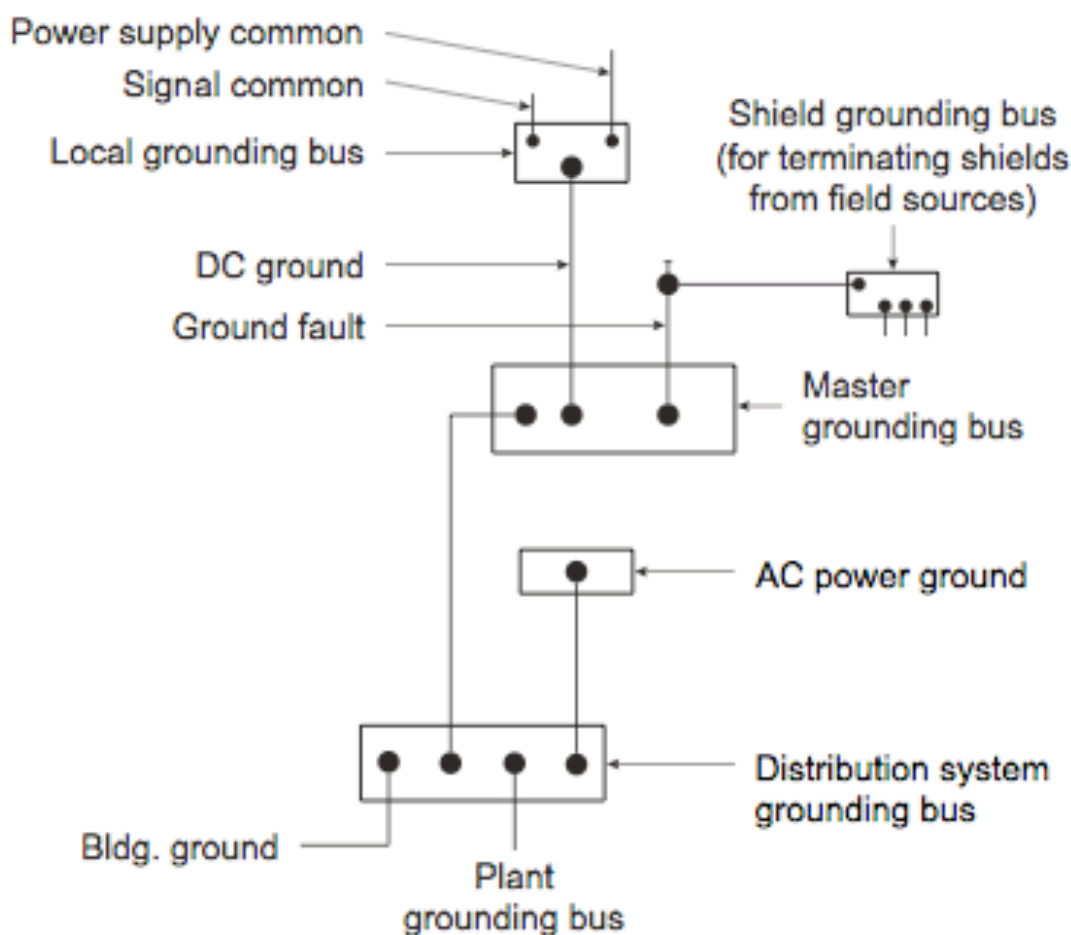 Power supply common
Signal common
Local grounding bus
Shield grounding bus
(for terminating shields
from field sources)
DC ground
Ground fault
Master
grounding bus
AC power ground
Distribution system
grounding bus
Bldg. ground
Plant
grounding bus